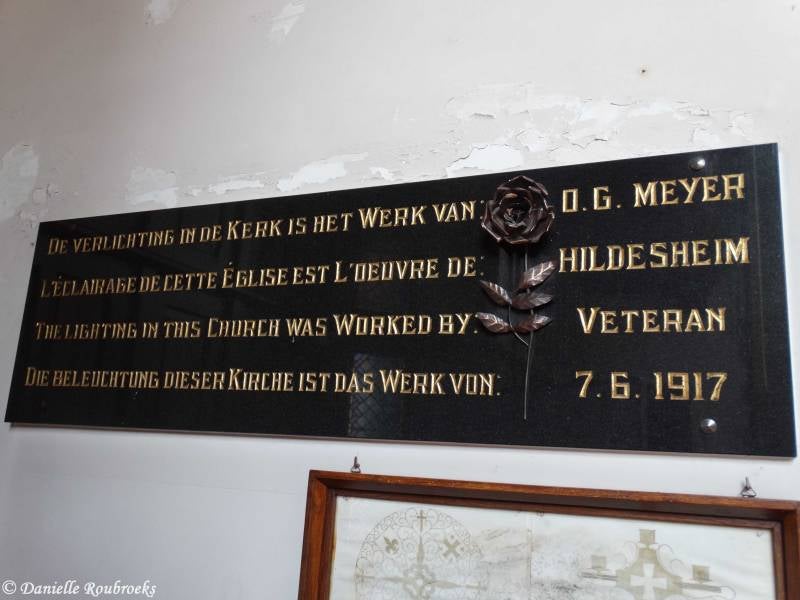 DE VERLICHTING IN DE KERK IS HET WERK VAN:
L'ÉCLAIRAGE DE CETTE ÉGLISE EST L'OEUVRE DE:
THE LIGHTING IN THIS CHURCH WAS WORKED BY:
DIE BELEUCHTUNG DIESER KIRCHE IST DAS WERK VON:
O.G. MEYER
HILDESHEIM
VETERAN
7.6.1917
© Danielle Roubroeks